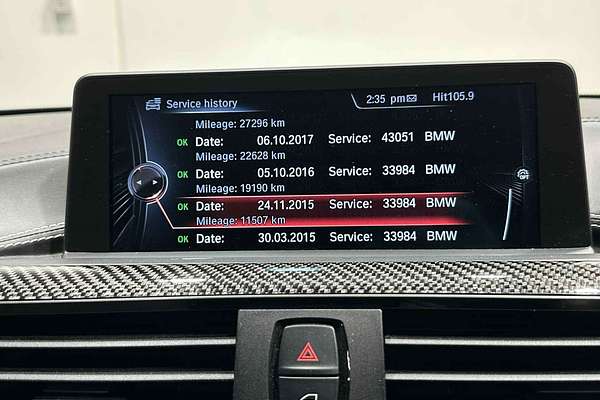 Service history 2:35 pm Hit105.9
Mileage: 27296 km
OK Date: 06.10.2017 Service: 43051 BMW
Mileage: 22628 km
OK Date: 05.10.2016 Service: 33984 BMW
Mileage: 19190 km
OK Date: 24.11.2015 Service: 33984 BMW
Mileage: 11507 km
OK Date: 30.03.2015 Service: 33984 BMW